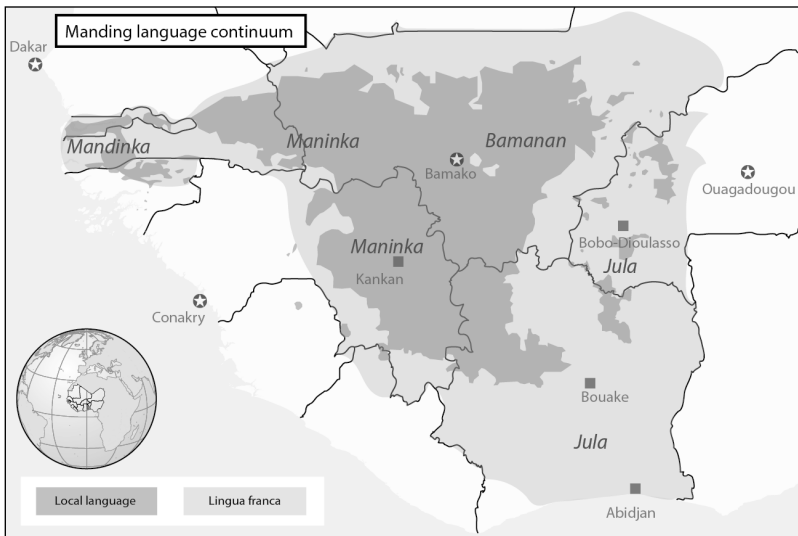 Manding language continuum
Dakar
Mandinka
Maninka
Bamanan
Bamako
Ouagadougou
Maninka
Bobo-Dioulasso
Kankan
Jula
Conakry
Bouake
Jula
Local language
Lingua franca
Abidjan